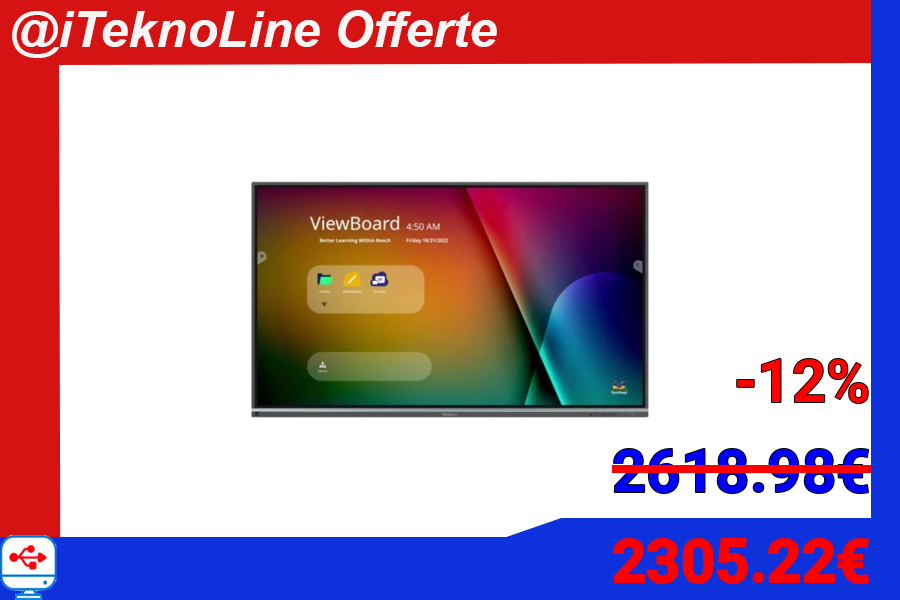 @iTeknoLine Offerte
ViewBoard 4:50 AM
Better Learning Within Reach Friday 10/21/2022
-12%
2618.98€
2305.22€